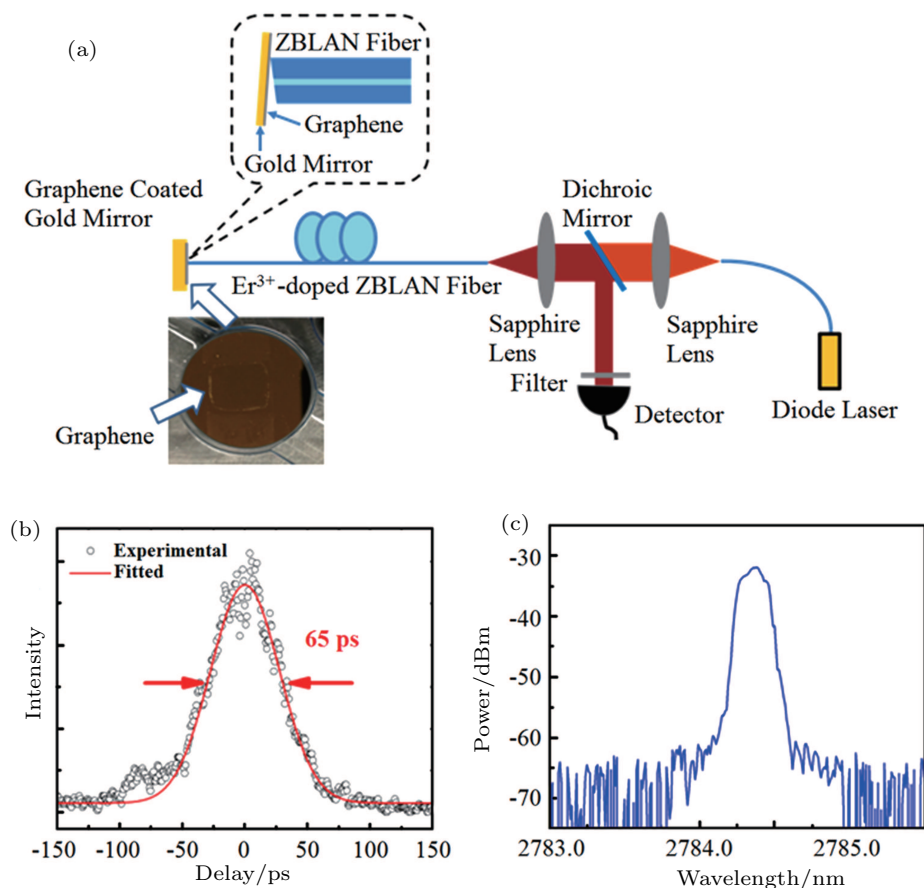 (a)
ZBLAN Fiber
Graphene
Gold Mirror
Graphene Coated
Gold Mirror
Er³⁺-doped ZBLAN Fiber
Dichroic
Mirror
Sapphire
Lens
Sapphire
Lens
Filter
Detector
Diode Laser
Graphene
(b)
Experimental
Fitted
65 ps
Intensity
-150 -100 -50 0 50 100 150
Delay/ps
(c)
-30
-40
-50
-60
-70
Power/dBm
2783.0 2784.0 2785.0
Wavelength/nm